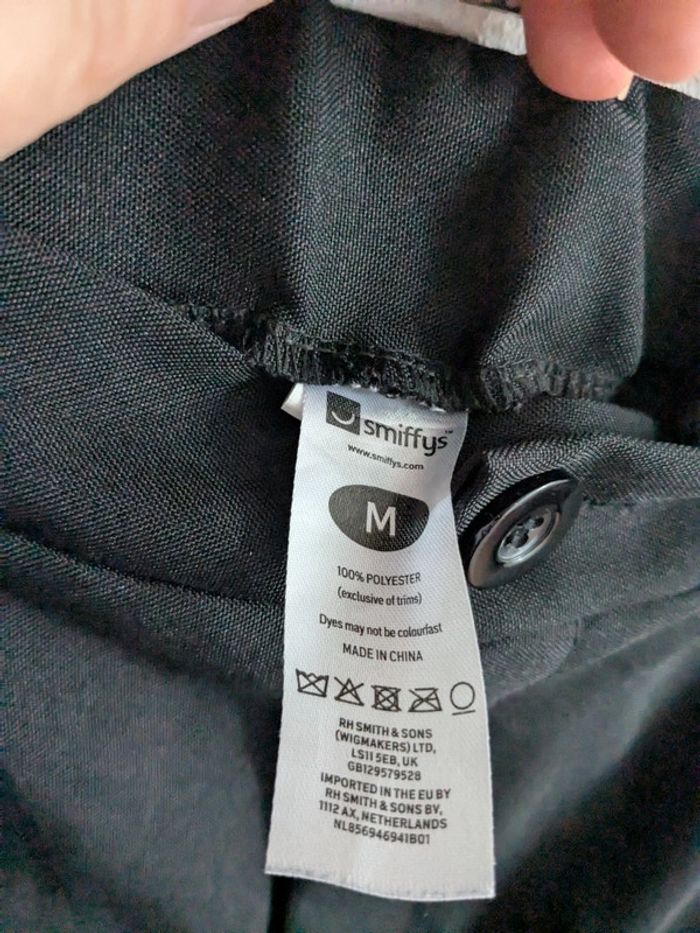 smiffys™
www.smiffys.com
M
100% POLYESTER
(exclusive of trims)
Dyes may not be colourfast
MADE IN CHINA
RH SMITH & SONS
(WIGMAKERS) LTD,
LS11 5EB, UK
GB129579528
IMPORTED IN THE EU BY
RH SMITH & SONS BV,
1112 AX, NETHERLANDS
NL856946941B01